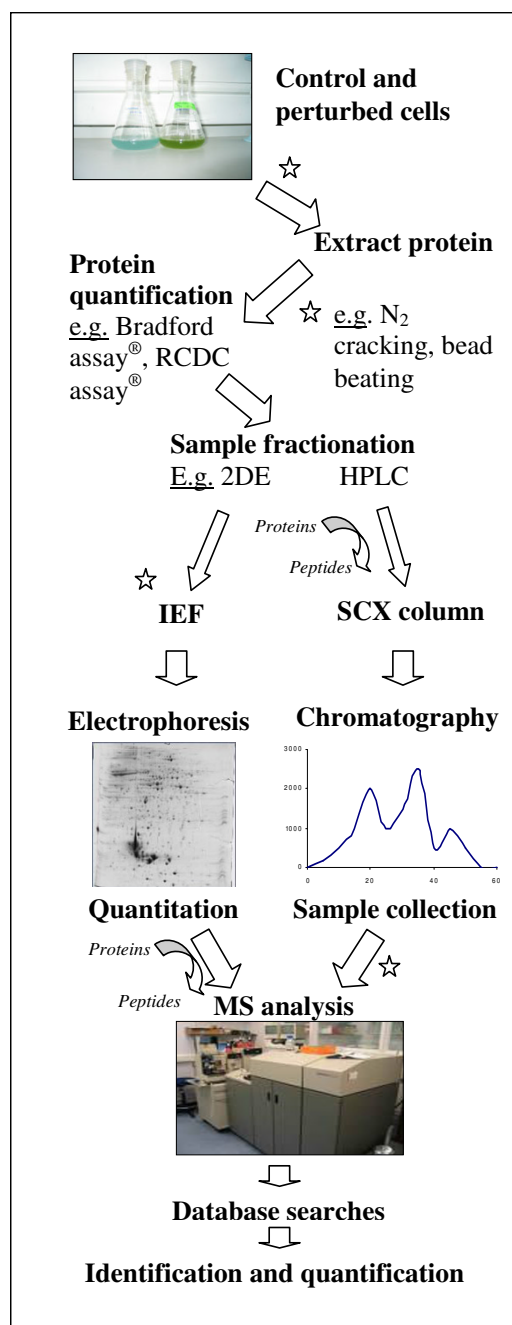 Control and
perturbed cells
Extract protein
Protein
quantification
e.g. Bradford
assay®, RCDC
assay®
e.g. N₂
cracking, bead
beating
Sample fractionation
E.g. 2DE HPLC
Proteins
Peptides
IEF SCX column
Electrophoresis Chromatography
3000
2000
1000
0
0 20 40 60
Quantitation Sample collection
Proteins
Peptides
MS analysis
Database searches
Identification and quantification